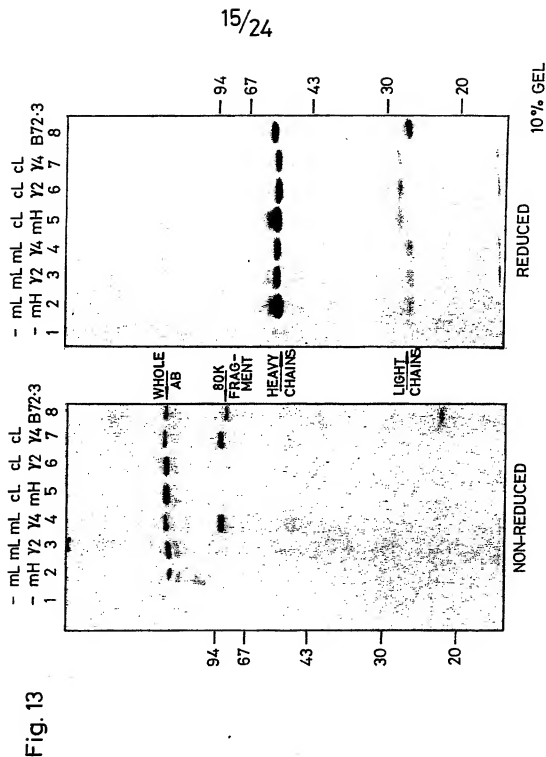 15/24
Fig. 13
- mL mL mL cL cL cL
- mH γ2 γ4 mH γ2 γ4 B72·3
1 2 3 4 5 6 7 8
WHOLE AB
80K FRAG-MENT
HEAVY CHAINS
LIGHT CHAINS
94
67
43
30
20
NON-REDUCED
- mL mL mL cL cL cL
- mH γ2 γ4 mH γ2 γ4 B72·3
1 2 3 4 5 6 7 8
94
67
43
30
20
REDUCED
10% GEL